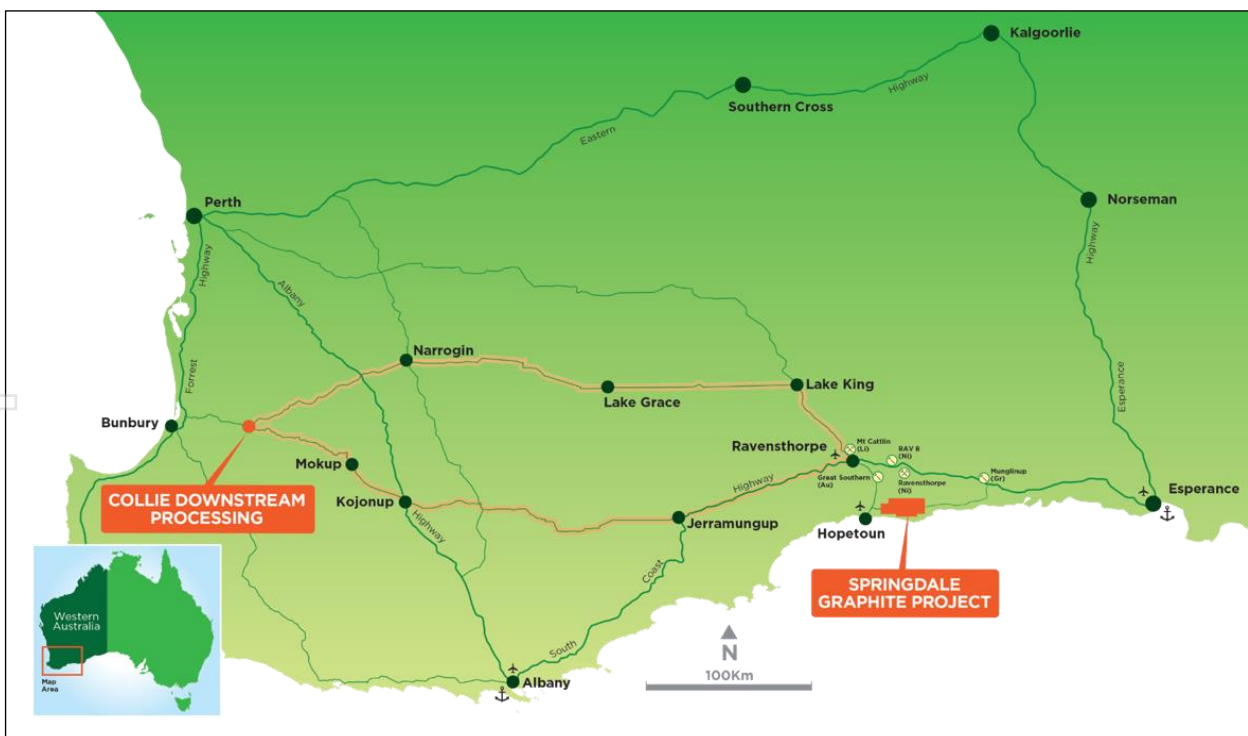 Kalgoorlie
Highway
Southern Cross
Eastern
Perth
Norseman
Highway
Highway
Albany
Narrogin
Lake King
Lake Grace
Forrest
Esperance
Bunbury
Mt Cattlin
(Li)
Ravensthorpe
RAV 8
(Ni)
Mokup
Great Southern
(Au)
Ravensthorpe
(Ni)
Munglinup
(Gr)
Highway
COLLIE DOWNSTREAM
PROCESSING
Kojonup
Highway
Esperance
Jerramungup
Hopetoun
SPRINGDALE
GRAPHITE PROJECT
Coast
South
Albany
Western
Australia
Map
Area
N
100Km